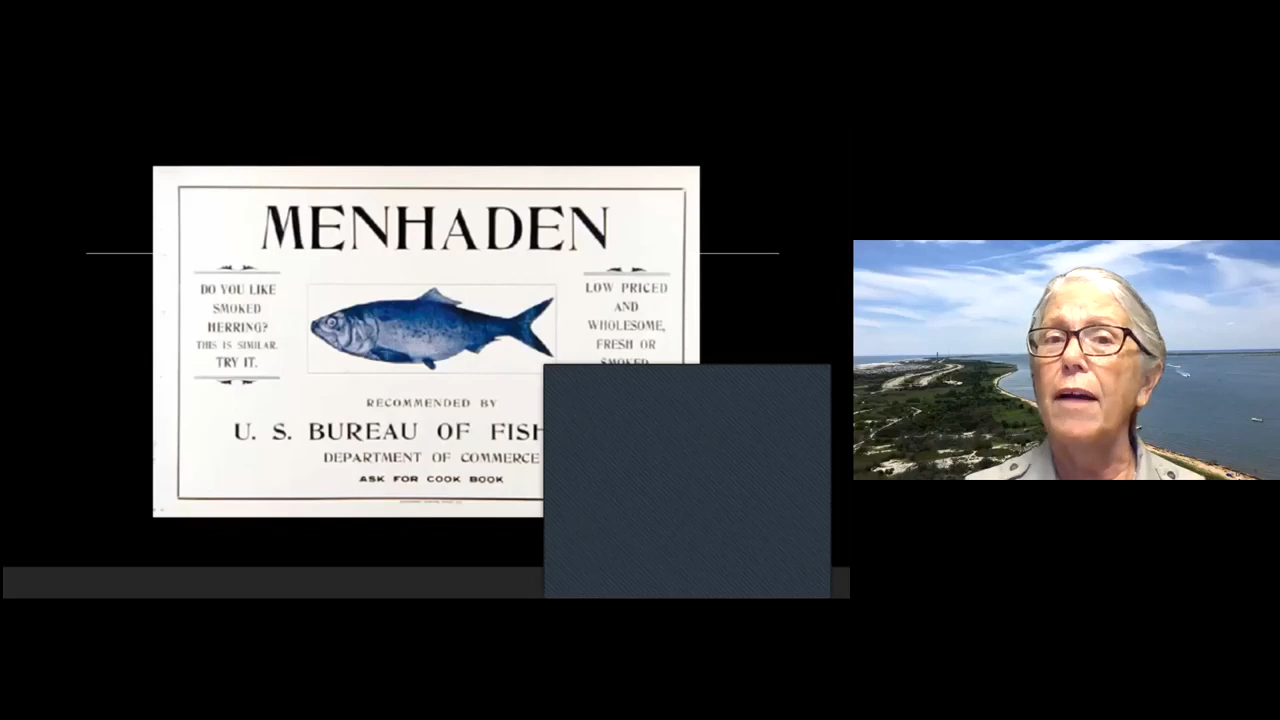 MENHADEN
DO YOU LIKE
SMOKED
HERRING?
THIS IS SIMILAR.
TRY IT.
LOW PRICED
AND
WHOLESOME,
FRESH OR
SMOKED
RECOMMENDED BY
U. S. BUREAU OF FISH
DEPARTMENT OF COMMERCE
ASK FOR COOK BOOK